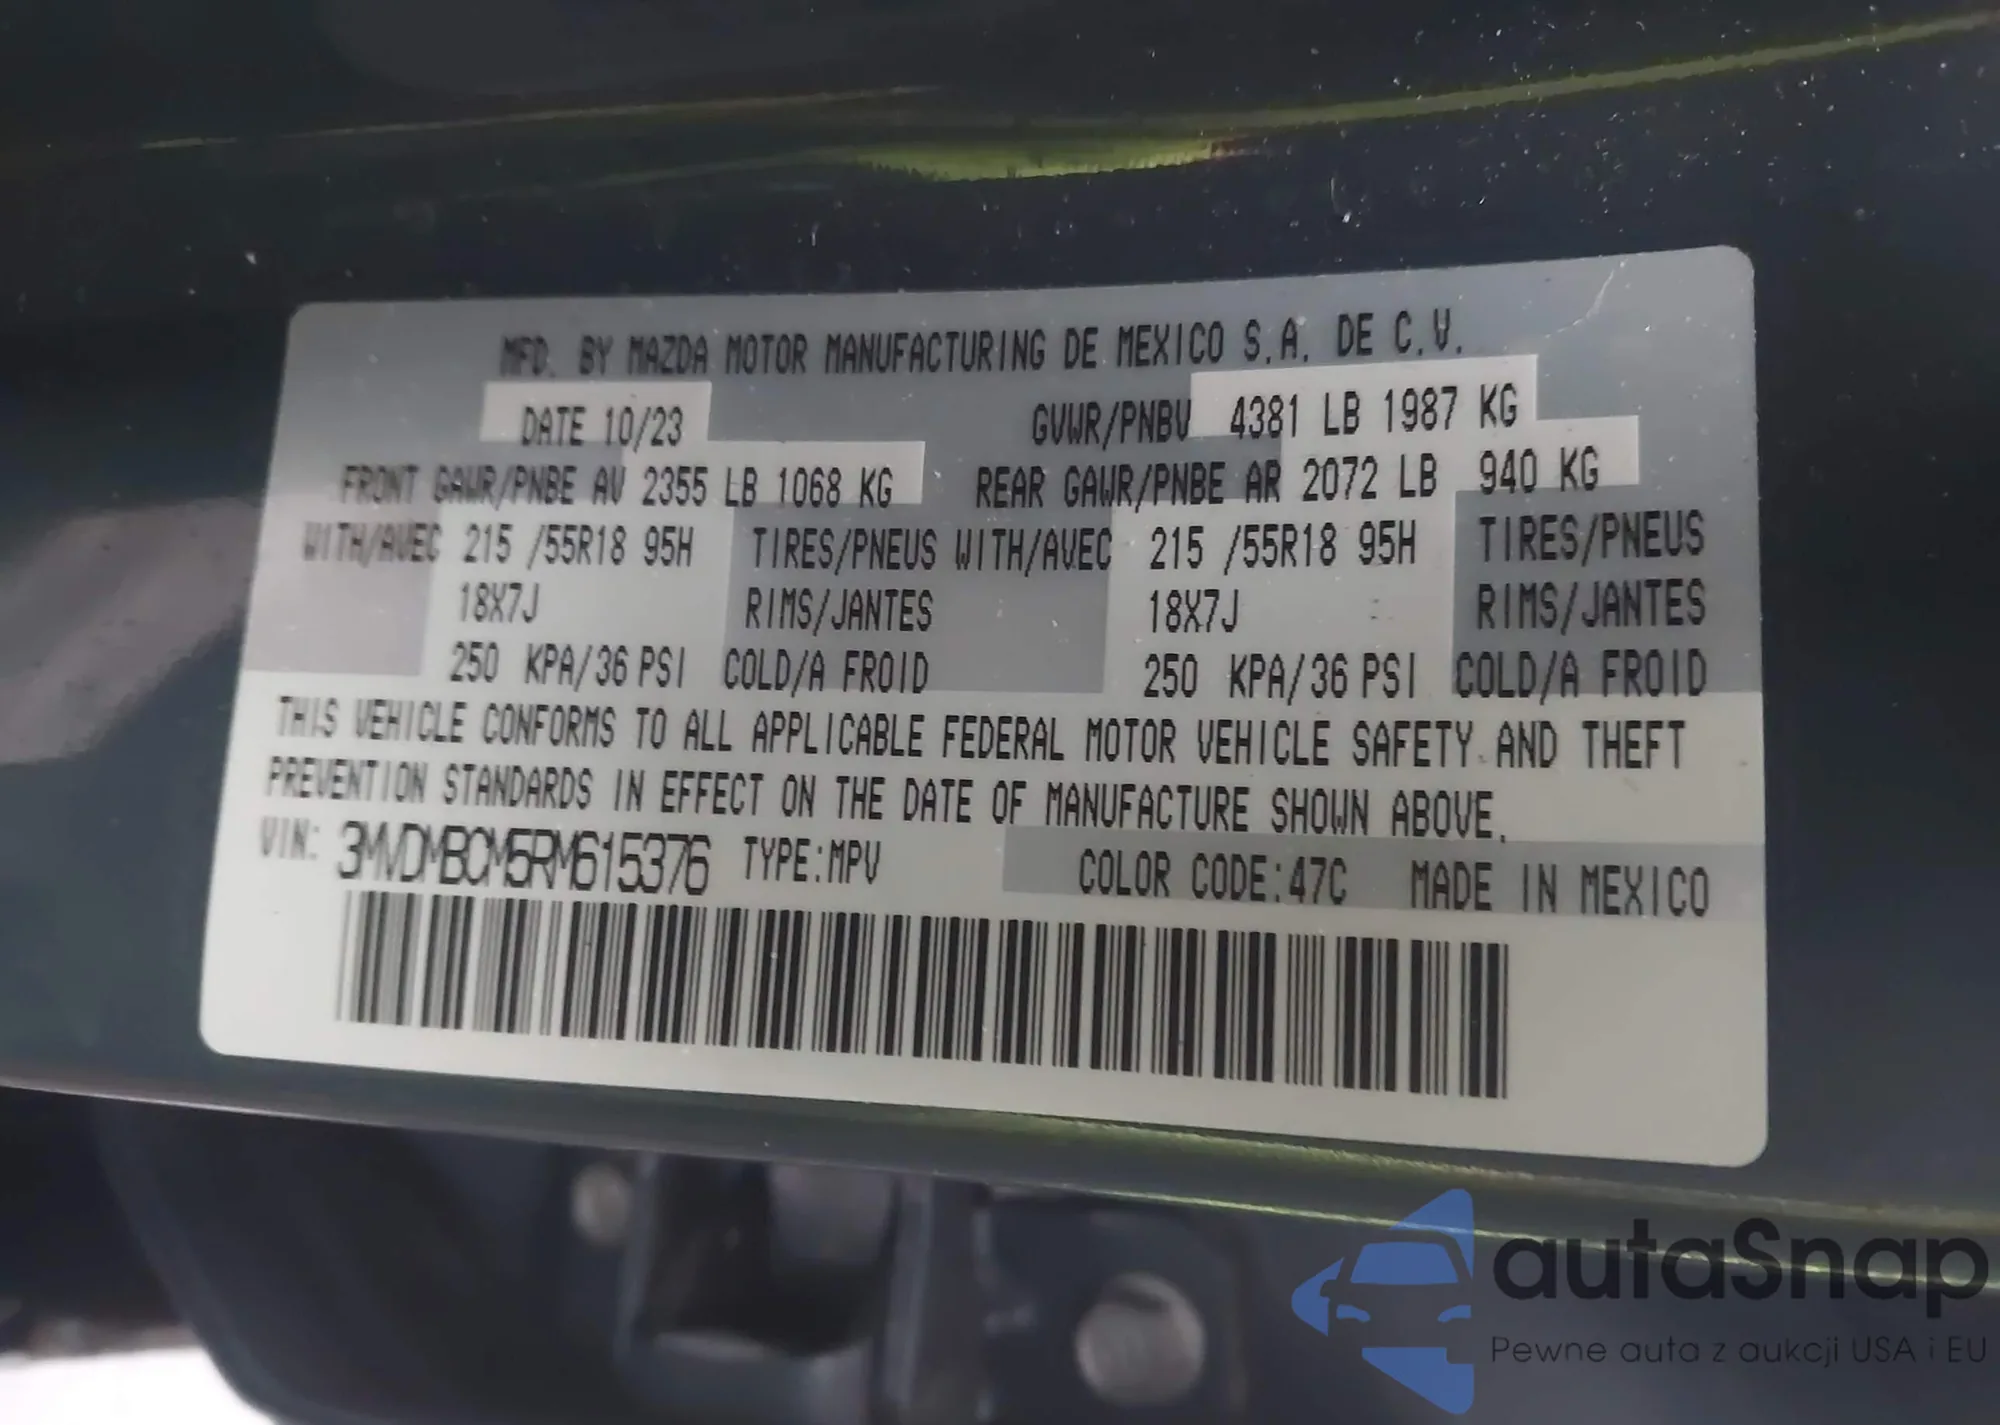 MFD. BY MAZDA MOTOR MANUFACTURING DE MEXICO S.A. DE C.V.
DATE 10/23 GVWR/PNBV 4381 LB 1987 KG
FRONT GAWR/PNBE AV 2355 LB 1068 KG REAR GAWR/PNBE AR 2072 LB 940 KG
WITH/AVEC 215 /55R18 95H TIRES/PNEUS WITH/AVEC 215 /55R18 95H TIRES/PNEUS
18X7J RIMS/JANTES 18X7J RIMS/JANTES
250 KPA/36 PSI COLD/A FROID 250 KPA/36 PSI COLD/A FROID
THIS VEHICLE CONFORMS TO ALL APPLICABLE FEDERAL MOTOR VEHICLE SAFETY AND THEFT
PREVENTION STANDARDS IN EFFECT ON THE DATE OF MANUFACTURE SHOWN ABOVE.
VIN: 3MVDMBCM5RM615376 TYPE:MPV COLOR CODE:47C MADE IN MEXICO
autaSnap
Pewne auta z aukcji USA i EU